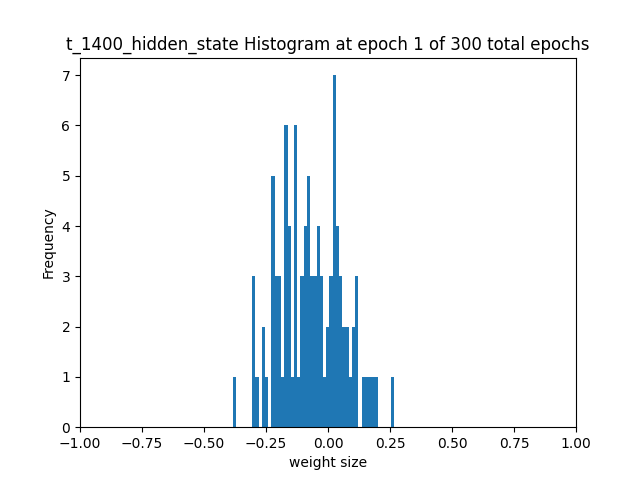 t_1400_hidden_state Histogram at epoch 1 of 300 total epochs
7
6
5
4
3
2
1
0
Frequency
−1.00 −0.75 −0.50 −0.25 0.00 0.25 0.50 0.75 1.00
weight size